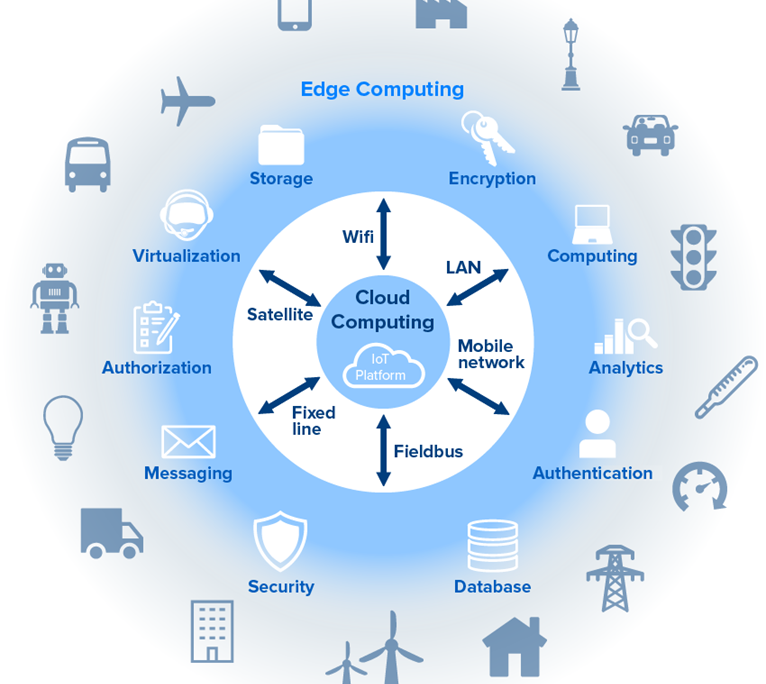 Edge Computing
Storage
Encryption
Virtualization
Computing
Wifi
LAN
Satellite
Cloud
Computing
IoT
Platform
Mobile
network
Authorization
Analytics
Fixed
line
Fieldbus
Messaging
Authentication
Security
Database